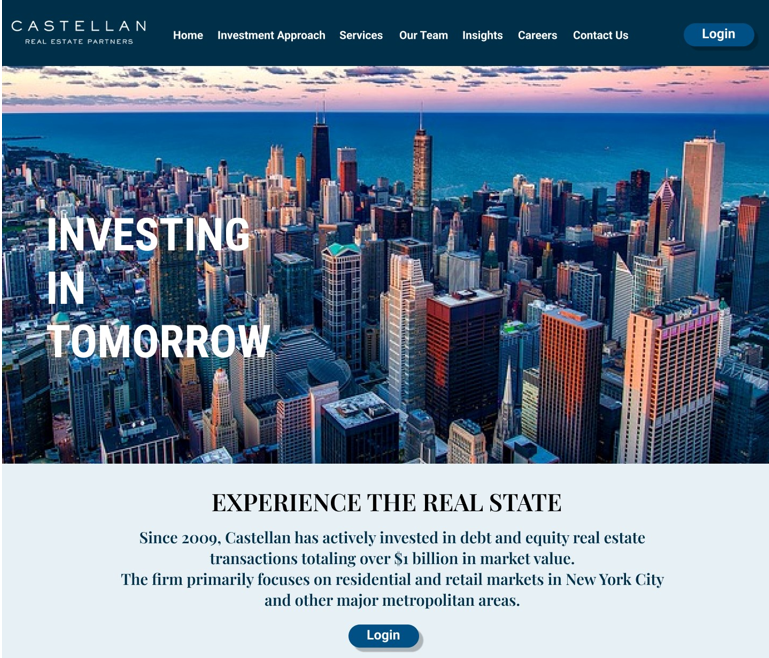 CASTELLAN
REAL ESTATE PARTNERS
Home Investment Approach Services Our Team Insights Careers Contact Us
Login
INVESTING
IN
TOMORROW
EXPERIENCE THE REAL STATE
Since 2009, Castellan has actively invested in debt and equity real estate
transactions totaling over $1 billion in market value.
The firm primarily focuses on residential and retail markets in New York City
and other major metropolitan areas.
Login